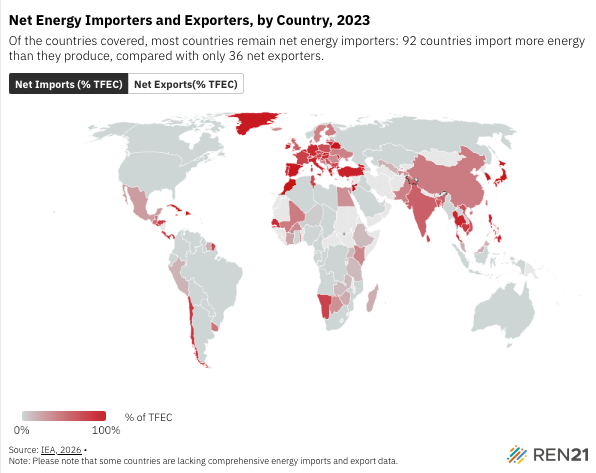 Net Energy Importers and Exporters, by Country, 2023
Of the countries covered, most countries remain net energy importers: 92 countries import more energy
than they produce, compared with only 36 net exporters.
Net Imports (% TFEC) Net Exports(% TFEC)
0% 100% % of TFEC
Source: IEA, 2026 •
Note: Please note that some countries are lacking comprehensive energy imports and export data.
REN21